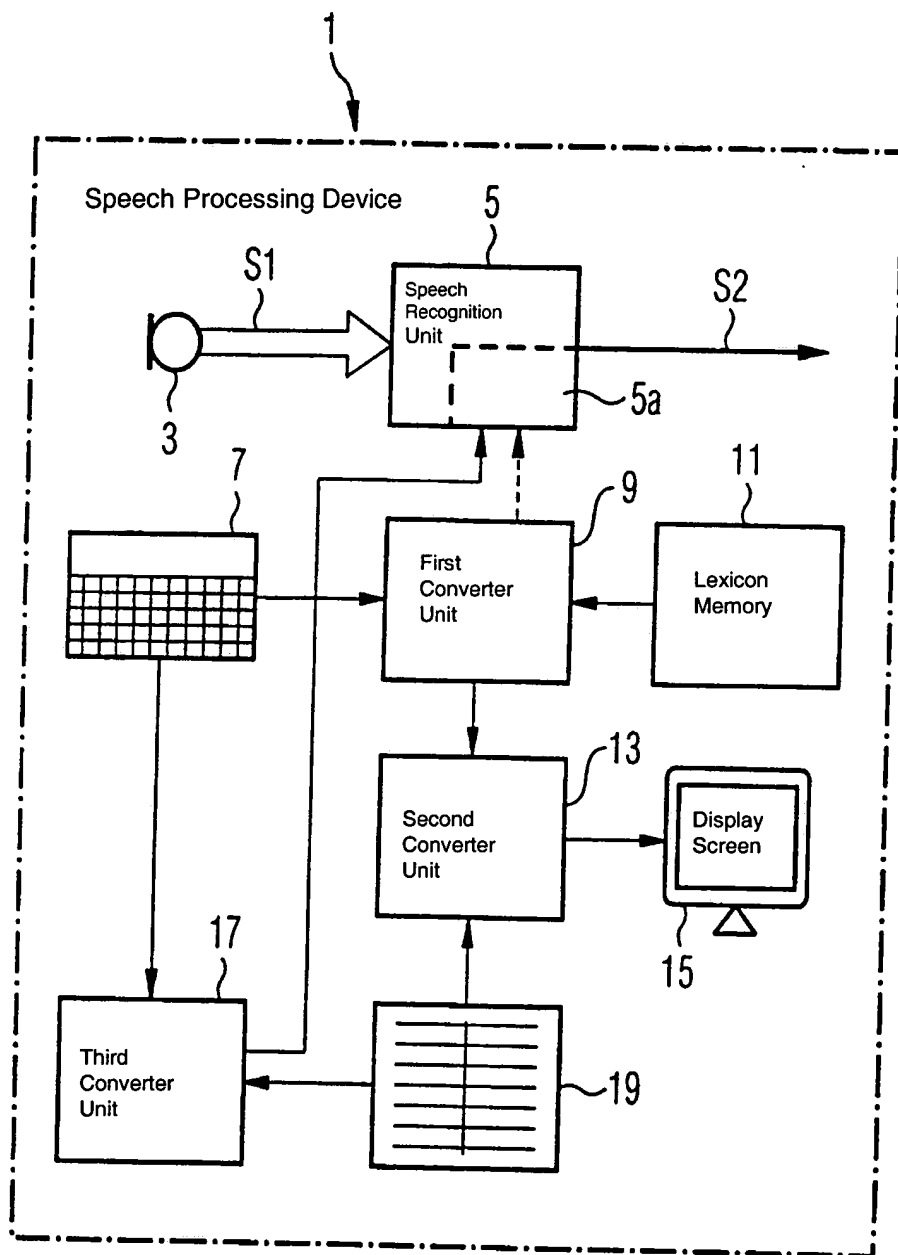 1
Speech Processing Device
5
S1
Speech
Recognition
Unit
S2
5a
3
7
9
11
First
Converter
Unit
Lexicon
Memory
13
Second
Converter
Unit
Display
Screen
15
17
Third
Converter
Unit
19